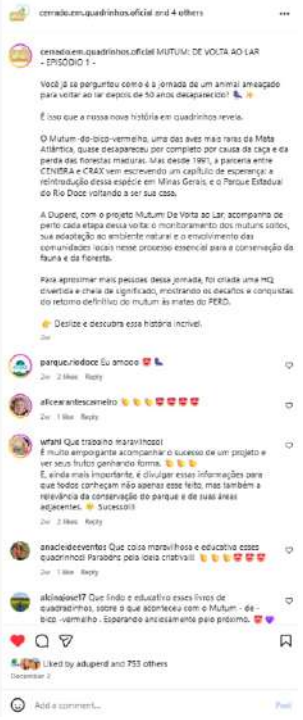 cerrado.em.quadrinhos.oficial and 4 others
cerrado.em.quadrinhos.oficial MUTUM: DE VOLTA AO LAR
- EPISÓDIO 1 -
Você já se perguntou como é a jornada de um animal ameaçado
para voltar ao lar depois de 50 anos desaparecido?
É isso que a nossa nova história em quadrinhos revela.
O Mutum-do-bico-vermelho, uma das aves mais raras da Mata
Atlântica, quase desapareceu por completo por causa da caça e da
perda das florestas maduras. Mas desde 1991, a parceria entre
CENIBRA e CRAX vem escrevendo um capítulo de esperança: a
reintrodução dessa espécie em Minas Gerais, e o Parque Estadual
do Rio Doce voltando a ser sua casa.
A Duperd, com o projeto Mutum: De Volta ao Lar, acompanha de
perto cada etapa dessa volta: o monitoramento dos mutuns soltos,
sua adaptação ao ambiente natural e o envolvimento das
comunidades locais nesse processo essencial para a conservação da
fauna e da floresta.
Para aproximar mais pessoas dessa jornada, foi criada uma HQ
divertida e cheia de significado, mostrando os desafios e conquistas
do retorno definitivo do mutum às matas do PERD.
👉 Deslize e descubra essa história incrível.
2w
parque.riodoce Eu amooo
2w 2 likes Reply
alicearantescarneiro
2w 1 like Reply
wfahl Que trabalho maravilhoso!
É muito empolgante acompanhar o sucesso de um projeto e
ver seus frutos ganhando forma.
E, ainda mais importante, é divulgar essas informações para
que todos conheçam não apenas esse feito, mas também a
relevância da conservação do parque e de suas áreas
adjacentes. Sucesso!!!
2w 2 likes Reply
anacleideeventos Que coisa maravilhosa e educativa esses
quadrinhos! Parabéns pela ideia criativa!!
2w 1 like Reply
alcinajose17 Que lindo e educativo esses livros de
quadradinhos, sobre o que aconteceu com o Mutum - de -
bico -vermelho . Esperando ansiosamente pelo próximo.
Liked by aduperd and 753 others
December 2
Add a comment...
Post